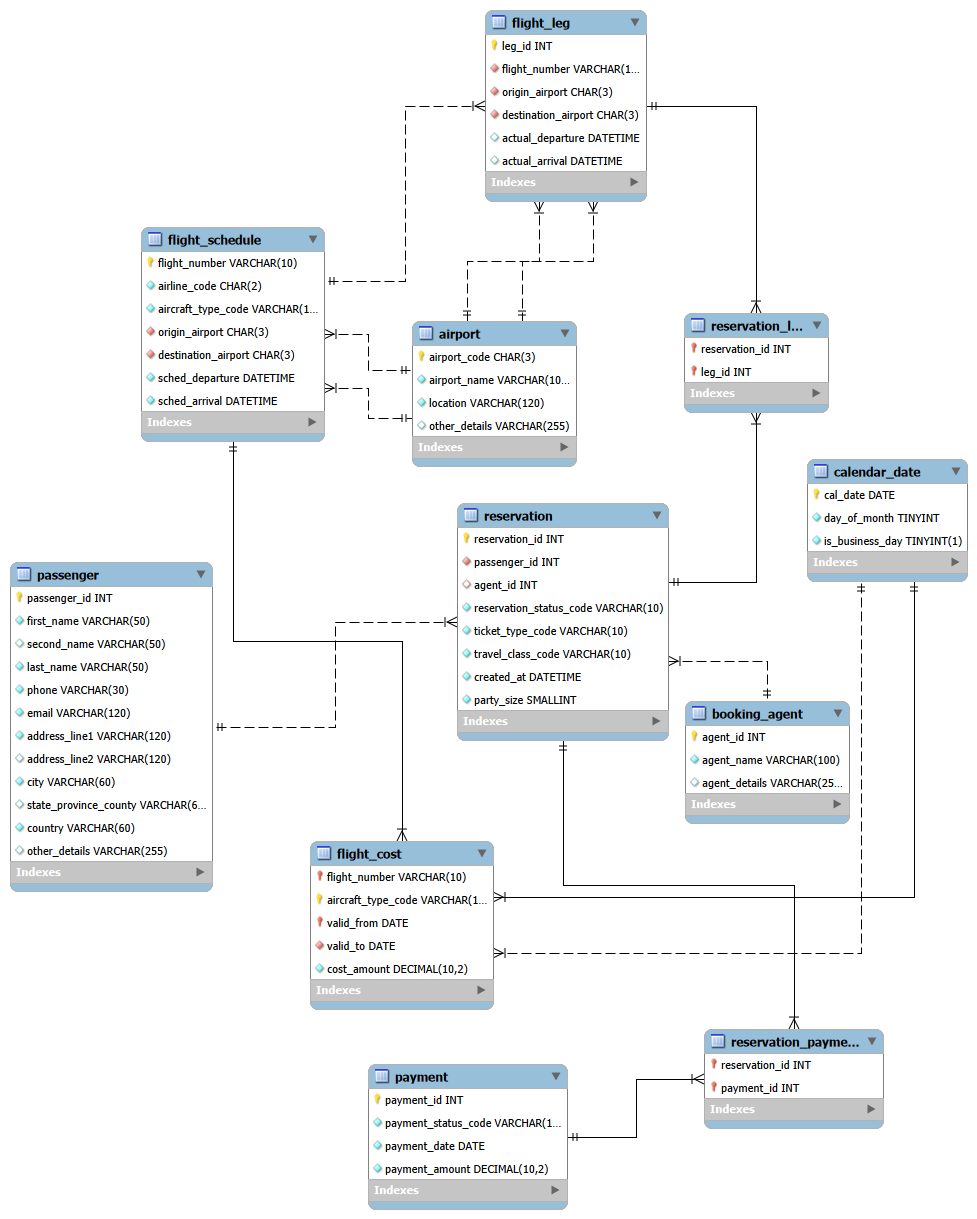 flight_leg
leg_id INT
flight_number VARCHAR(1...
origin_airport CHAR(3)
destination_airport CHAR(3)
actual_departure DATETIME
actual_arrival DATETIME
Indexes
flight_schedule
flight_number VARCHAR(10)
airline_code CHAR(2)
aircraft_type_code VARCHAR(1...
origin_airport CHAR(3)
destination_airport CHAR(3)
sched_departure DATETIME
sched_arrival DATETIME
Indexes
airport
airport_code CHAR(3)
airport_name VARCHAR(10...
location VARCHAR(120)
other_details VARCHAR(255)
Indexes
reservation_l...
reservation_id INT
leg_id INT
Indexes
calendar_date
cal_date DATE
day_of_month TINYINT
is_business_day TINYINT(1)
Indexes
reservation
reservation_id INT
passenger_id INT
agent_id INT
reservation_status_code VARCHAR(10)
ticket_type_code VARCHAR(10)
travel_class_code VARCHAR(10)
created_at DATETIME
party_size SMALLINT
Indexes
passenger
passenger_id INT
first_name VARCHAR(50)
second_name VARCHAR(50)
last_name VARCHAR(50)
phone VARCHAR(30)
email VARCHAR(120)
address_line1 VARCHAR(120)
address_line2 VARCHAR(120)
city VARCHAR(60)
state_province_county VARCHAR(6...
country VARCHAR(60)
other_details VARCHAR(255)
Indexes
booking_agent
agent_id INT
agent_name VARCHAR(100)
agent_details VARCHAR(25...
Indexes
flight_cost
flight_number VARCHAR(10)
aircraft_type_code VARCHAR(1...
valid_from DATE
valid_to DATE
cost_amount DECIMAL(10,2)
Indexes
reservation_payme...
reservation_id INT
payment_id INT
Indexes
payment
payment_id INT
payment_status_code VARCHAR(1...
payment_date DATE
payment_amount DECIMAL(10,2)
Indexes